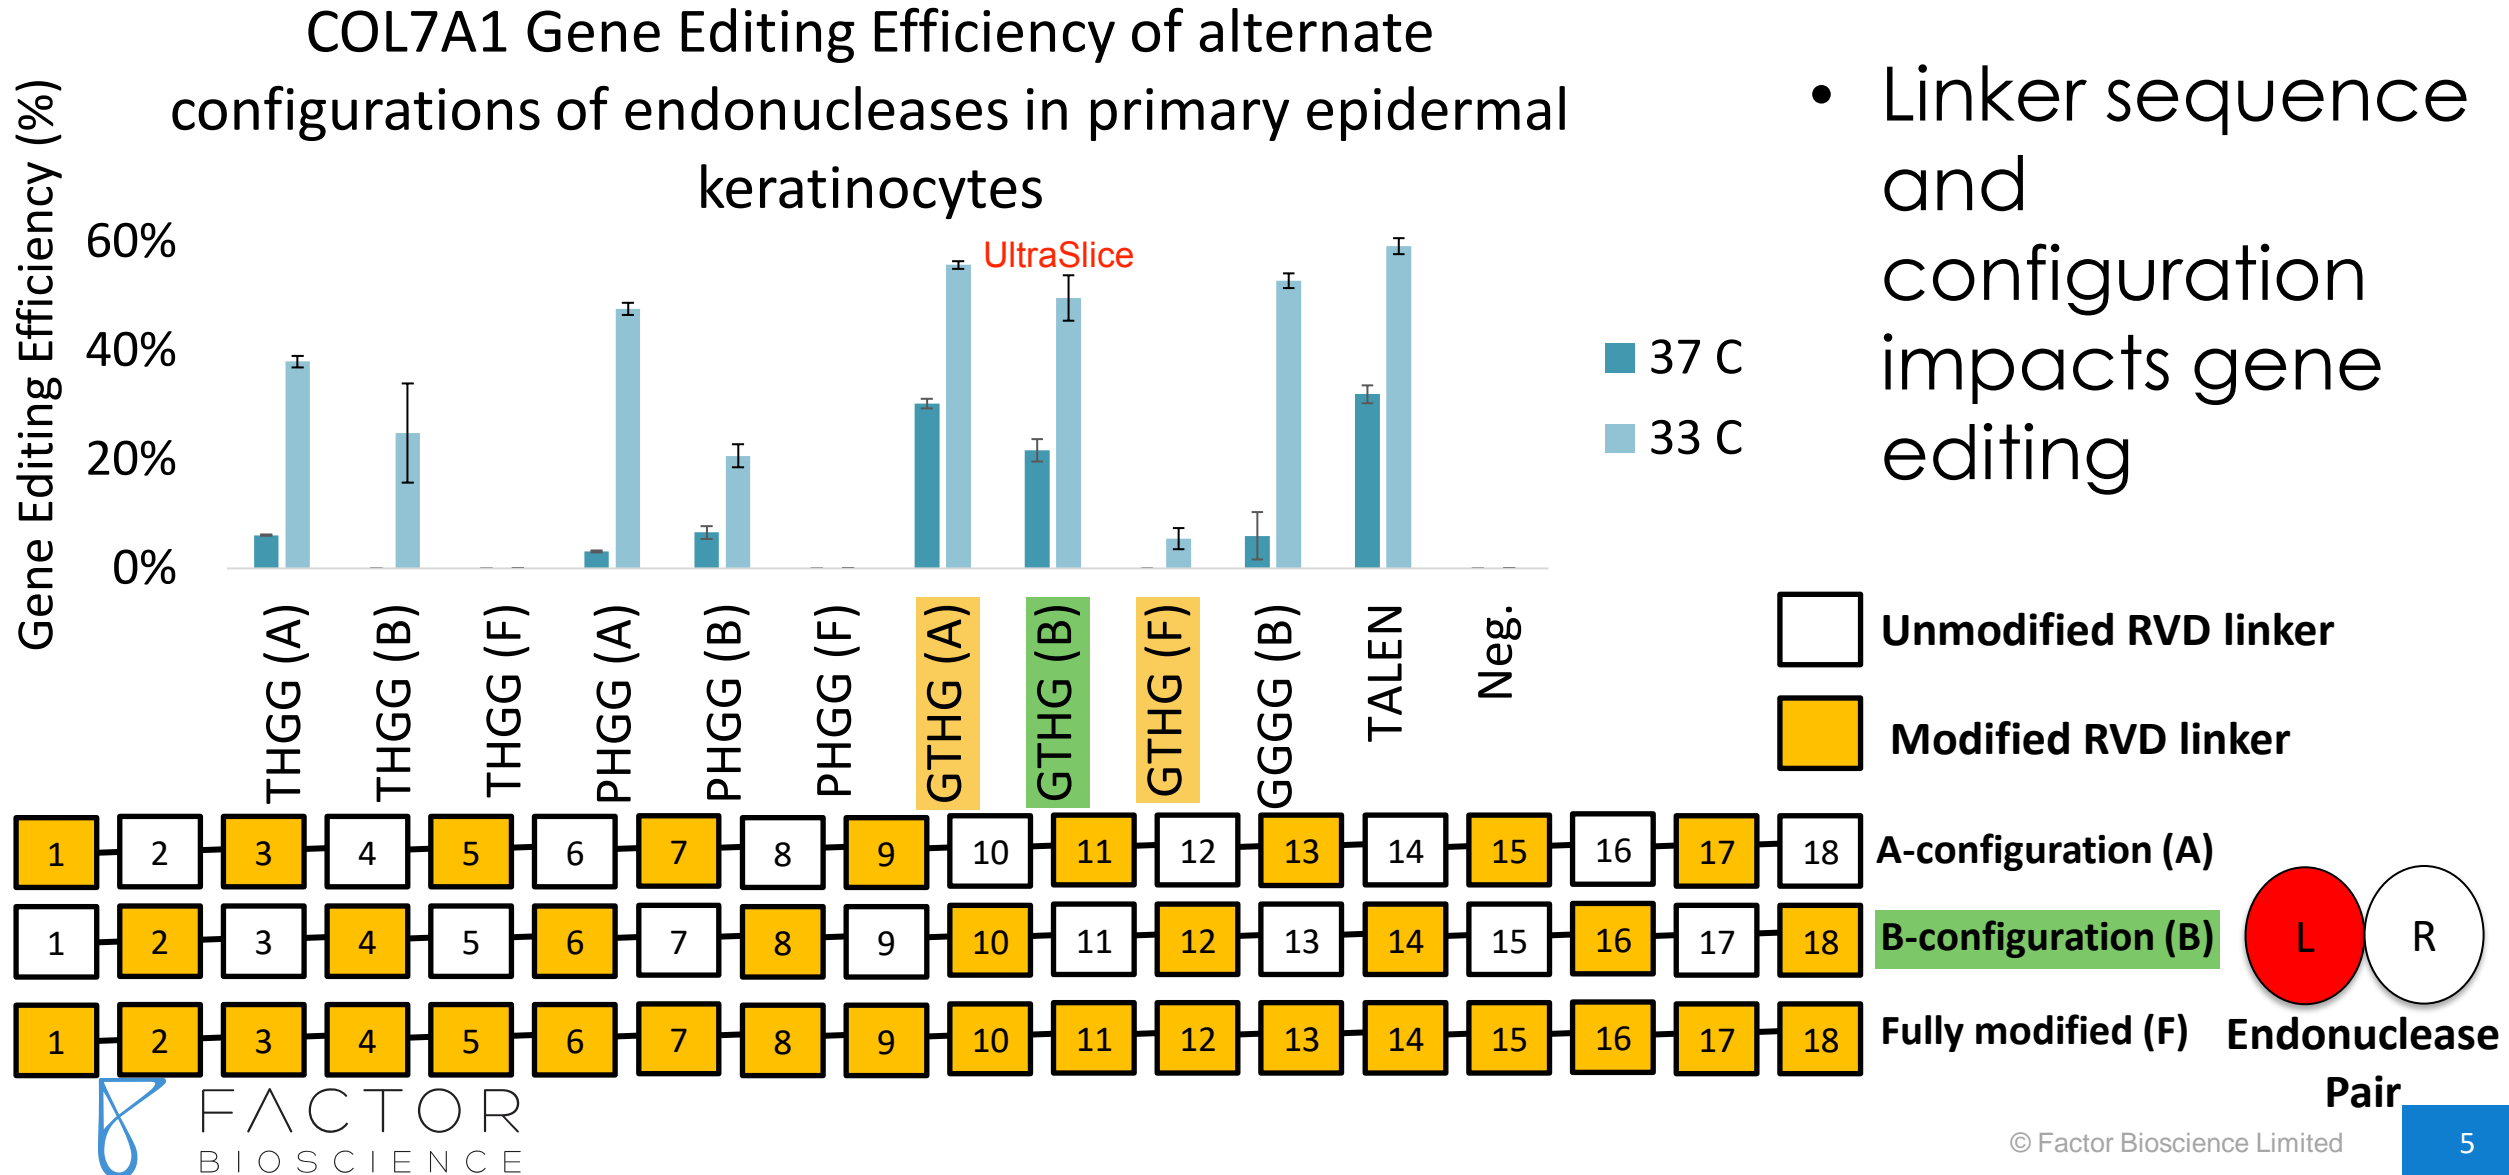 COL7A1 Gene Editing Efficiency of alternate
configurations of endonucleases in primary epidermal
keratinocytes
Gene Editing Efficiency (%)
60%
40%
20%
0%
UltraSlice
37 C
33 C
THGG (A)
THGG (B)
THGG (F)
PHGG (A)
PHGG (B)
PHGG (F)
GTHG (A)
GTHG (B)
GTHG (F)
GGGG (B)
TALEN
Neg.
• Linker sequence
and
configuration
impacts gene
editing
Unmodified RVD linker
Modified RVD linker
1 2 3 4 5 6 7 8 9 10 11 12 13 14 15 16 17 18 A-configuration (A)
1 2 3 4 5 6 7 8 9 10 11 12 13 14 15 16 17 18 B-configuration (B)
1 2 3 4 5 6 7 8 9 10 11 12 13 14 15 16 17 18 Fully modified (F)
L R
Endonuclease
Pair
FACTOR
BIOSCIENCE
© Factor Bioscience Limited
5